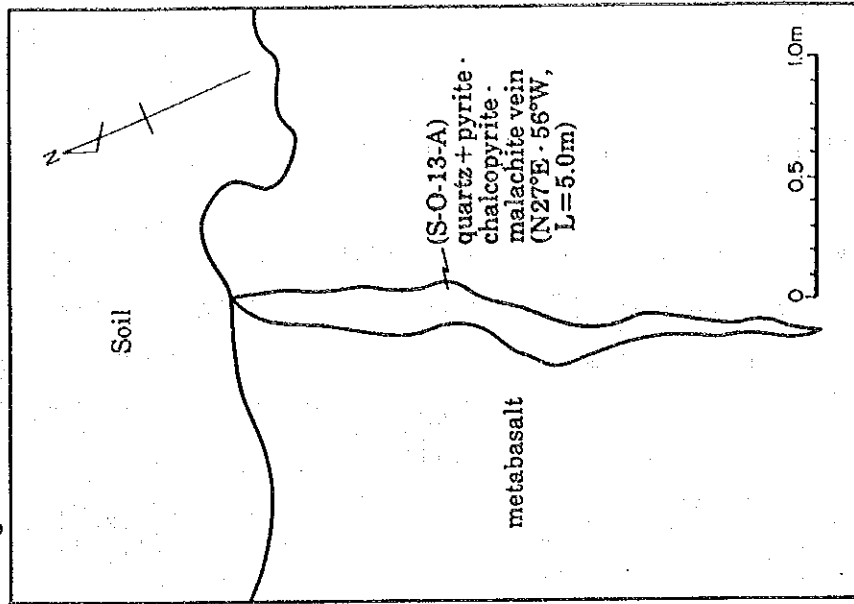 Soil
N
(S-O-13-A)
quartz + pyrite ·
chalcopyrite ·
malachite vein
(N27°E · 56°W,
L=5.0m)
metabasalt
0
0.5
1.0m